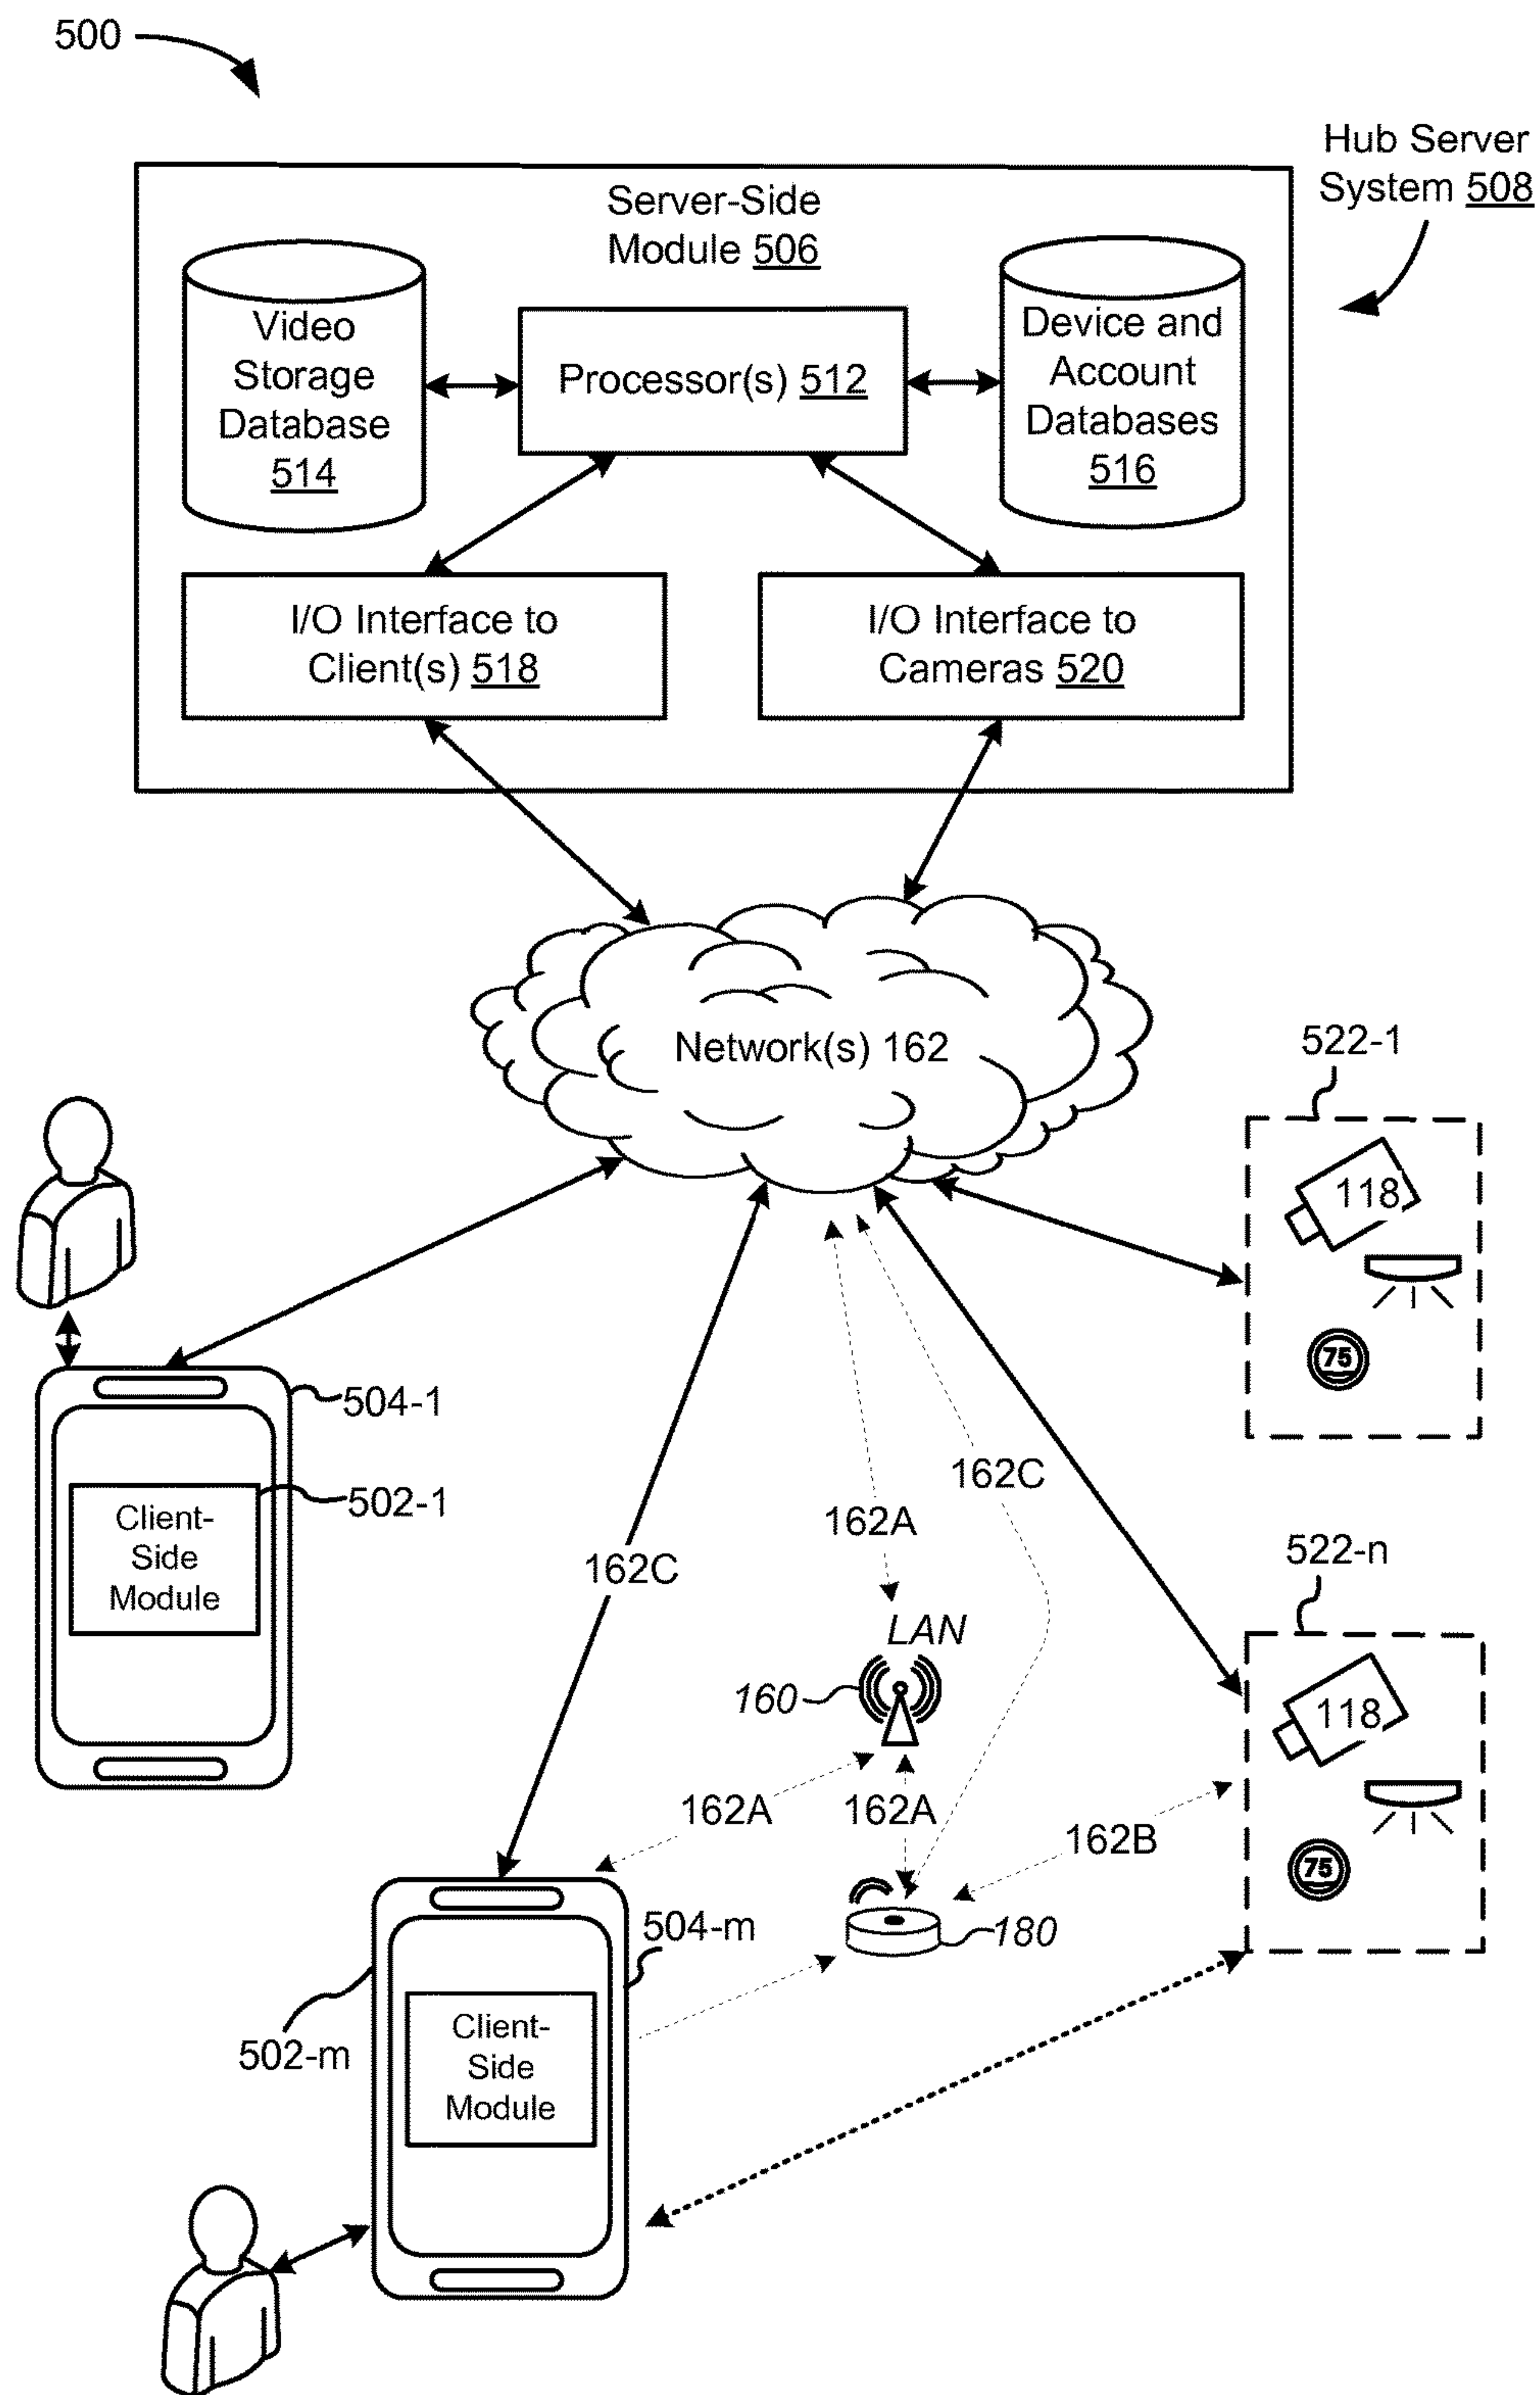 500
Hub Server
System 508
Server-Side
Module 506
Video
Storage
Database
514
Processor(s) 512
Device and
Account
Databases
516
I/O Interface to
Client(s) 518
I/O Interface to
Cameras 520
Network(s) 162
522-1
118
75
504-1
502-1
Client-
Side
Module
162C
162A
162C
LAN
160
522-n
118
75
162A
162A
162B
180
504-m
502-m
Client-
Side
Module